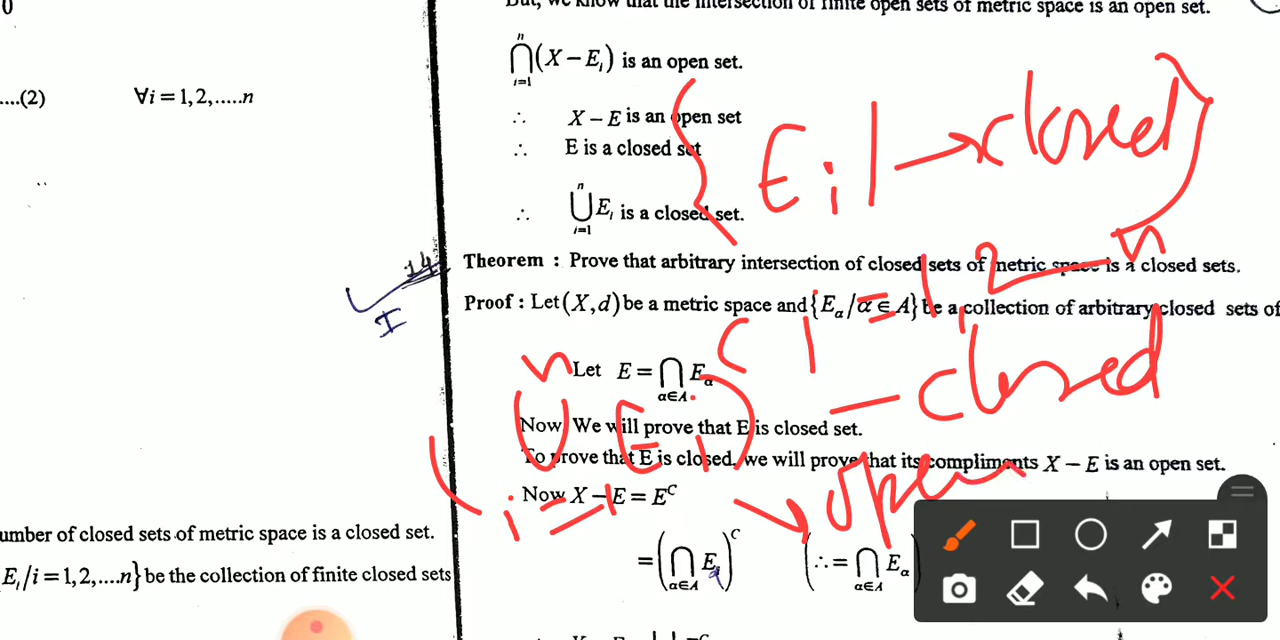 0
....(2) ∀i = 1, 2, .....n
umber of closed sets of metric space is a closed set.
E_i / i = 1, 2, ....n} be the collection of finite closed sets
But, we know that the intersection of finite open sets of metric space is an open set.
⋂_{i=1}^{n} (X − E_i) is an open set.
∴ X − E is an open set
∴ E is a closed set
∴ ⋃_{i=1}^{n} E_i is a closed set.
14
I
Theorem : Prove that arbitrary intersection of closed sets of metric space is a closed sets.
Proof : Let (X, d) be a metric space and {E_α / α ∈ A} be a collection of arbitrary closed sets of
Let E = ⋂_{α∈A} E_α
Now We will prove that E is closed set.
To prove that E is closed, we will prove that its compliments X − E is an open set.
Now X − E = E^C
= (⋂_{α∈A} E_α)^C (∴ = ⋂_{α∈A} E_α
Ei → closed
i = 1, 2 — n
n
U Ei — closed
i = 1
→ open